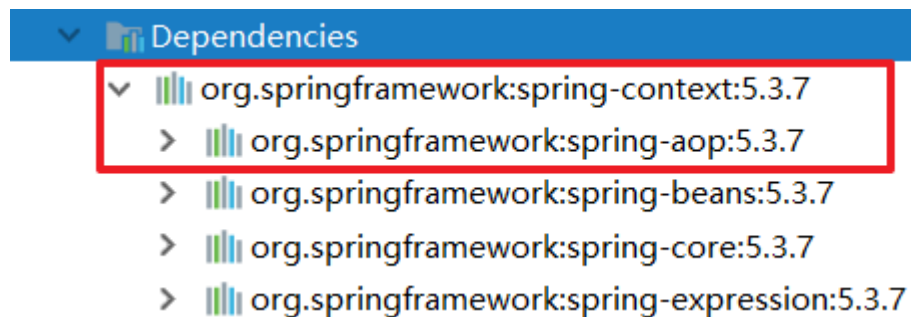 Dependencies
org.springframework:spring-context:5.3.7
org.springframework:spring-aop:5.3.7
org.springframework:spring-beans:5.3.7
org.springframework:spring-core:5.3.7
org.springframework:spring-expression:5.3.7